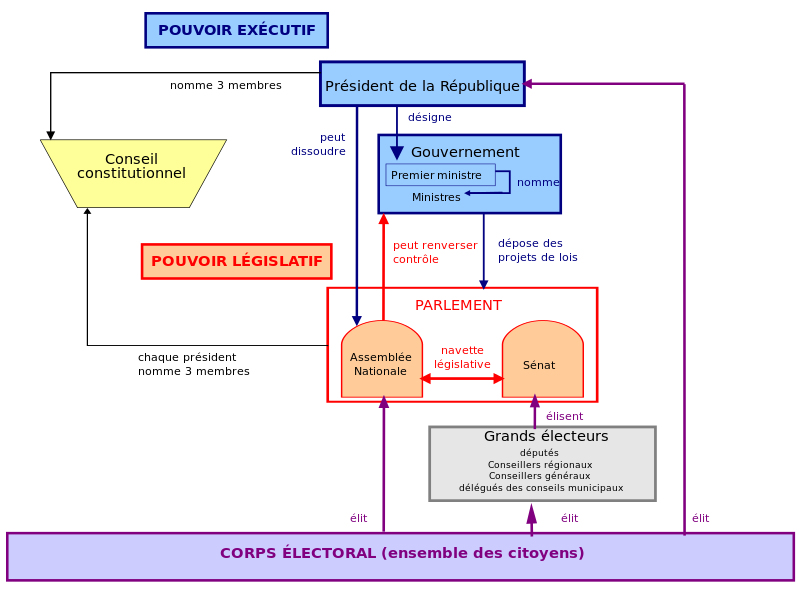 POUVOIR EXÉCUTIF
nomme 3 membres
Président de la République
désigne
peut
dissoudre
Gouvernement
Premier ministre
nomme
Ministres
Conseil
constitutionnel
peut renverser
contrôle
dépose des
projets de lois
POUVOIR LÉGISLATIF
PARLEMENT
Assemblée
Nationale
navette
législative
Sénat
chaque président
nomme 3 membres
élisent
Grands électeurs
députés
Conseillers régionaux
Conseillers généraux
délégués des conseils municipaux
élit
élit
élit
CORPS ÉLECTORAL (ensemble des citoyens)